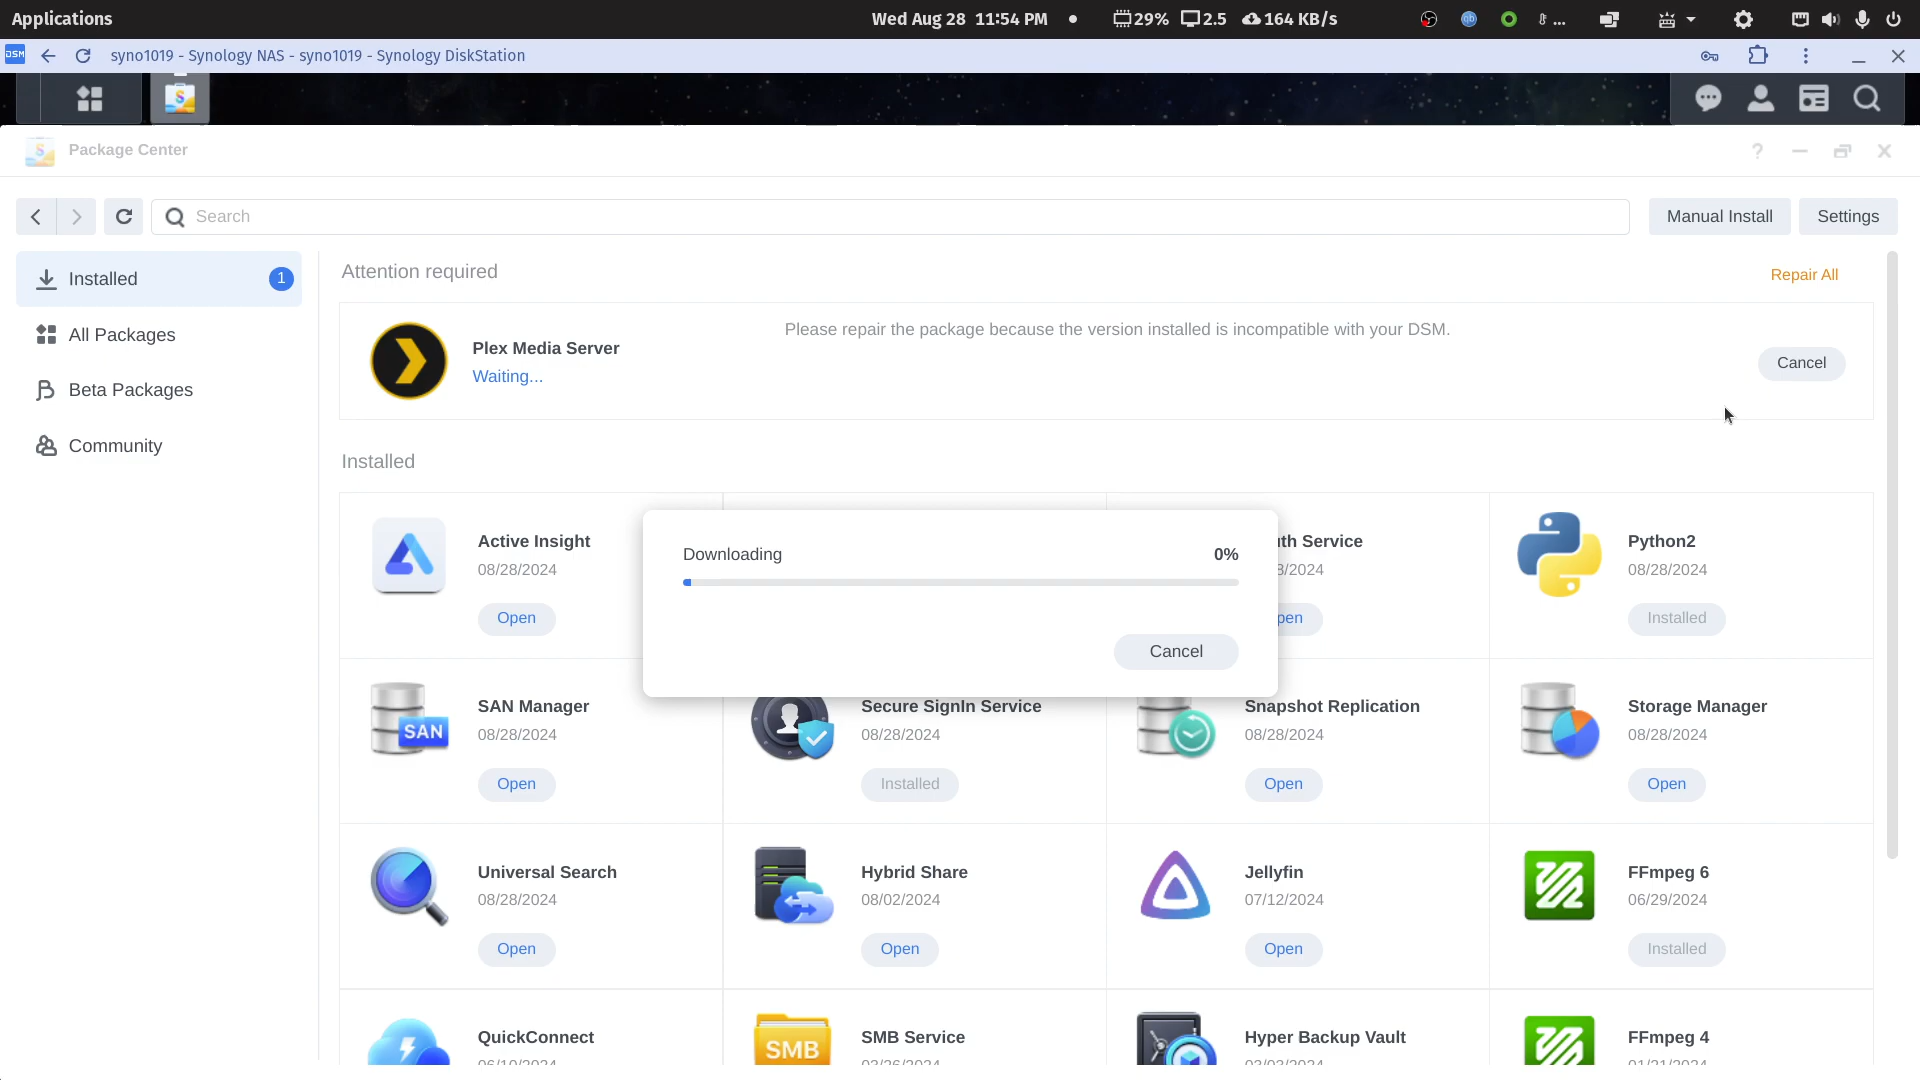 Applications
Wed Aug 28 11:54 PM
29%
2.5
164 KB/s
DSM
syno1019 - Synology NAS - syno1019 - Synology DiskStation
Package Center
Search
Manual Install
Settings
Installed
1
All Packages
Beta Packages
Community
Attention required
Repair All
Plex Media Server
Waiting...
Please repair the package because the version installed is incompatible with your DSM.
Cancel
Installed
Active Insight
08/28/2024
Open
Downloading
0%
Cancel
uth Service
8/2024
pen
Python2
08/28/2024
Installed
SAN
SAN Manager
08/28/2024
Open
Secure SignIn Service
08/28/2024
Installed
Snapshot Replication
08/28/2024
Open
Storage Manager
08/28/2024
Open
Universal Search
08/28/2024
Open
Hybrid Share
08/02/2024
Open
Jellyfin
07/12/2024
Open
FFmpeg 6
06/29/2024
Installed
QuickConnect
SMB
SMB Service
Hyper Backup Vault
FFmpeg 4